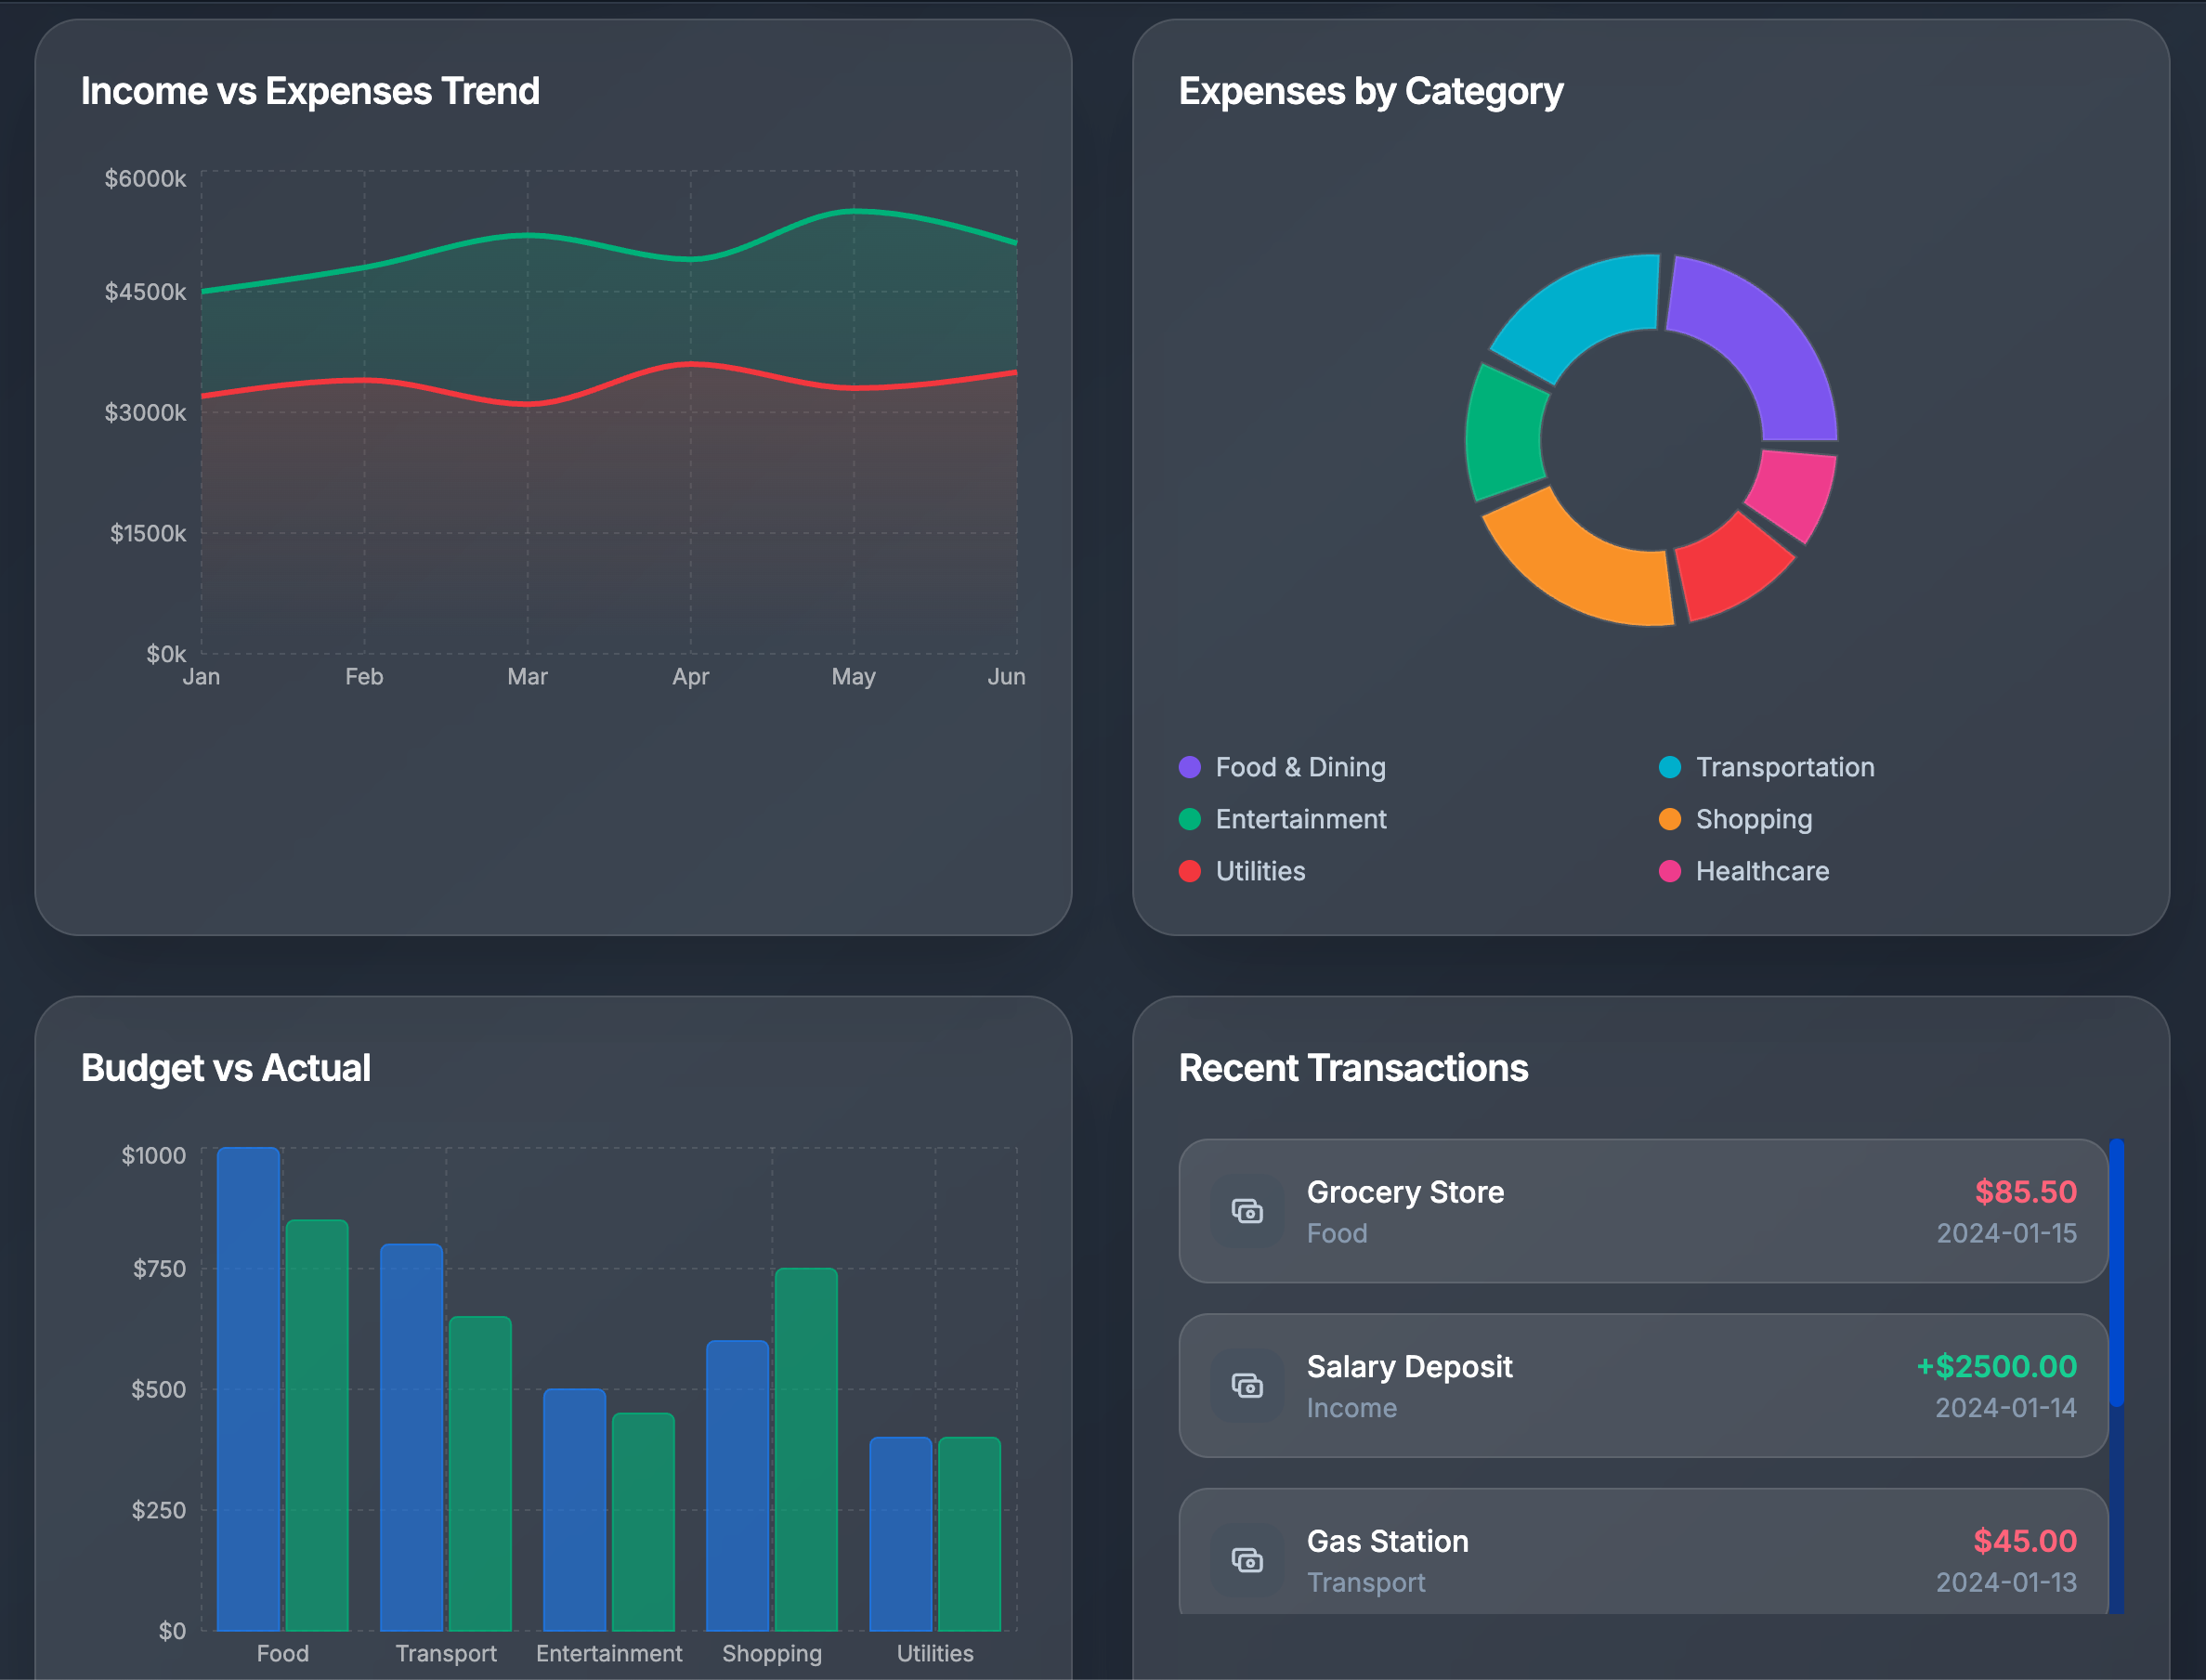 Income vs Expenses Trend
$6000k
$4500k
$3000k
$1500k
$0k
Jan Feb Mar Apr May Jun
Expenses by Category
Food & Dining
Transportation
Entertainment
Shopping
Utilities
Healthcare
Budget vs Actual
$1000
$750
$500
$250
$0
Food Transport Entertainment Shopping Utilities
Recent Transactions
Grocery Store $85.50
Food 2024-01-15
Salary Deposit +$2500.00
Income 2024-01-14
Gas Station $45.00
Transport 2024-01-13